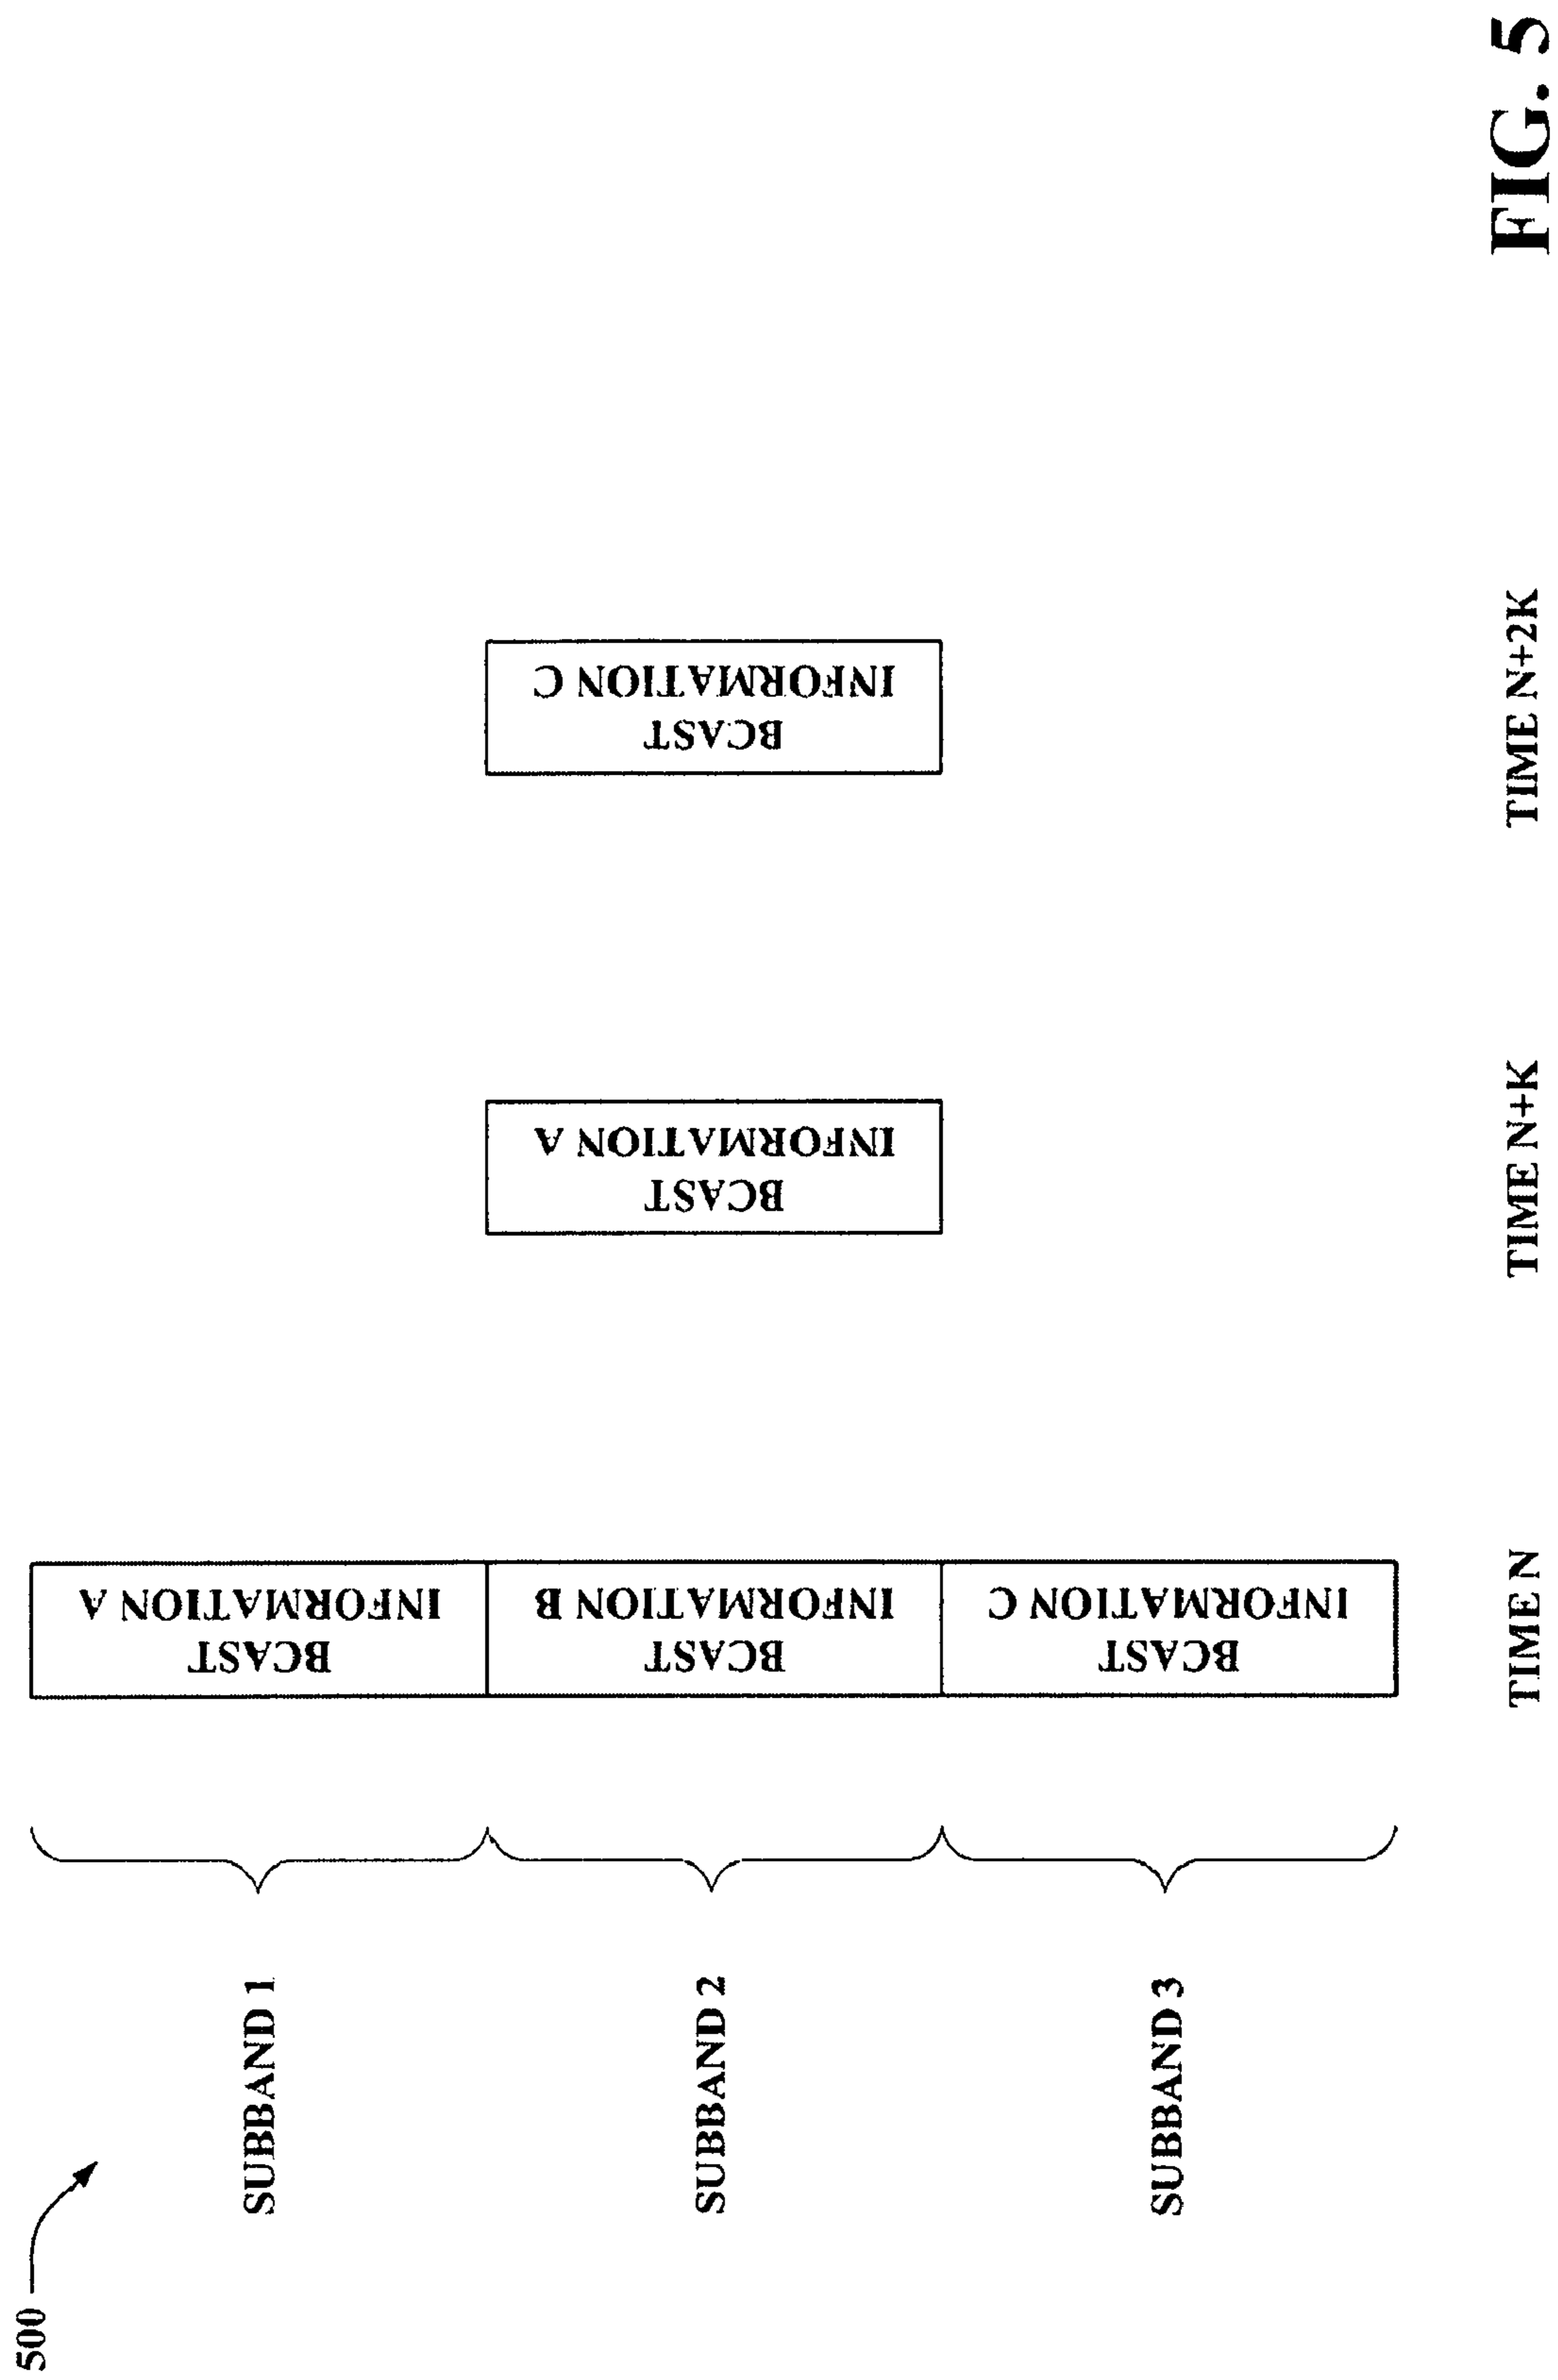 500
SUBBAND 1
SUBBAND 2
SUBBAND 3
BCAST
INFORMATION A
BCAST
INFORMATION B
BCAST
INFORMATION C
BCAST
INFORMATION A
BCAST
INFORMATION C
TIME N
TIME N+K
TIME N+2K
FIG. 5